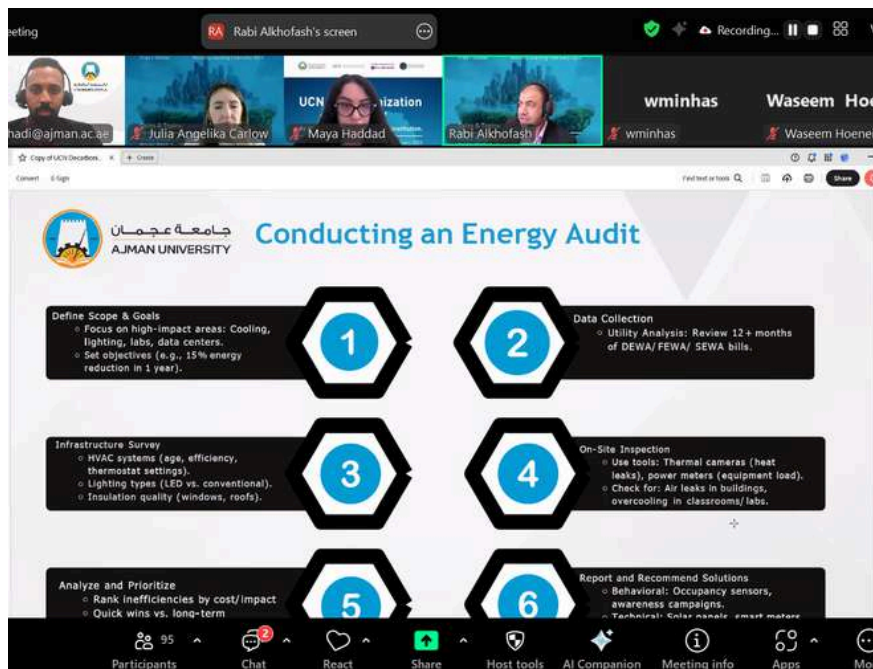 eeting
RA Rabi Alkhofash's screen
Recording...
hadi@ajman.ac.ae
Julia Angelika Carlow
UCN ization
Maya Haddad
Rabi Alkhofash
wminhas
wminhas
Waseem Hoe
Waseem Hoener
Copy of UCN Decarboni...
+ Create
Convert E-Sign
Find text or tools
Share
جامعة عجمان
AJMAN UNIVERSITY
Conducting an Energy Audit
Define Scope & Goals
Focus on high-impact areas: Cooling,
lighting, labs, data centers.
Set objectives (e.g., 15% energy
reduction in 1 year).
1
2
Data Collection
Utility Analysis: Review 12+ months
of DEWA/FEWA/ SEWA bills.
Infrastructure Survey
HVAC systems (age, efficiency,
thermostat settings).
Lighting types (LED vs. conventional).
Insulation quality (windows, roofs).
3
4
On-Site Inspection
Use tools: Thermal cameras (heat
leaks), power meters (equipment load).
Check for: Air leaks in buildings,
overcooling in classrooms/labs.
Analyze and Prioritize
Rank inefficiencies by cost/impact
Quick wins vs. long-term
5
6
Report and Recommend Solutions
Behavioral: Occupancy sensors,
awareness campaigns.
Technical: Solar panels, smart meters
95
2
Participants
Chat
React
Share
Host tools
AI Companion
Meeting info
Apps
Mo